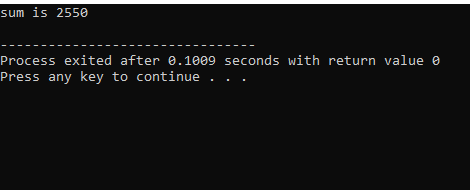 sum is 2550
--------------------------------
Process exited after 0.1009 seconds with return value 0
Press any key to continue . . .